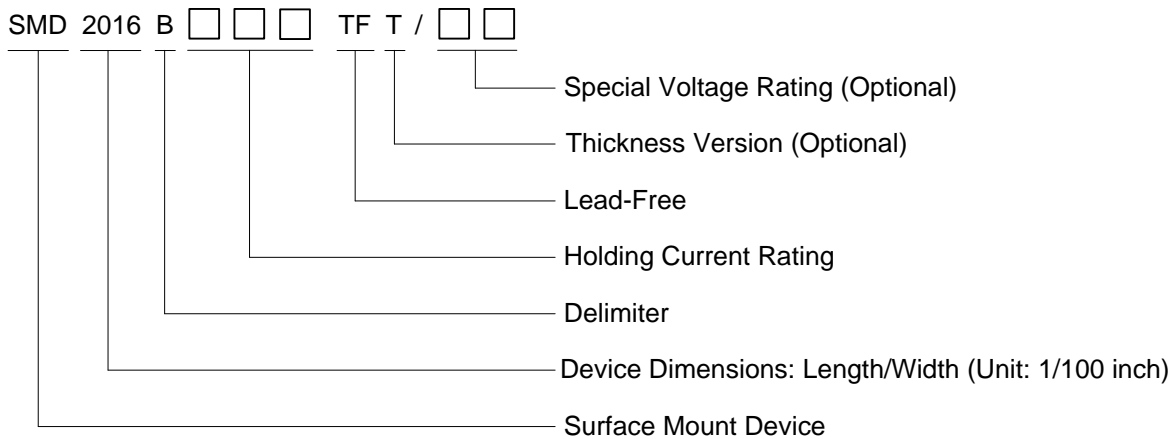 SMD 2016 B □ □ □ TF T / □ □
Special Voltage Rating (Optional)
Thickness Version (Optional)
Lead-Free
Holding Current Rating
Delimiter
Device Dimensions: Length/Width (Unit: 1/100 inch)
Surface Mount Device